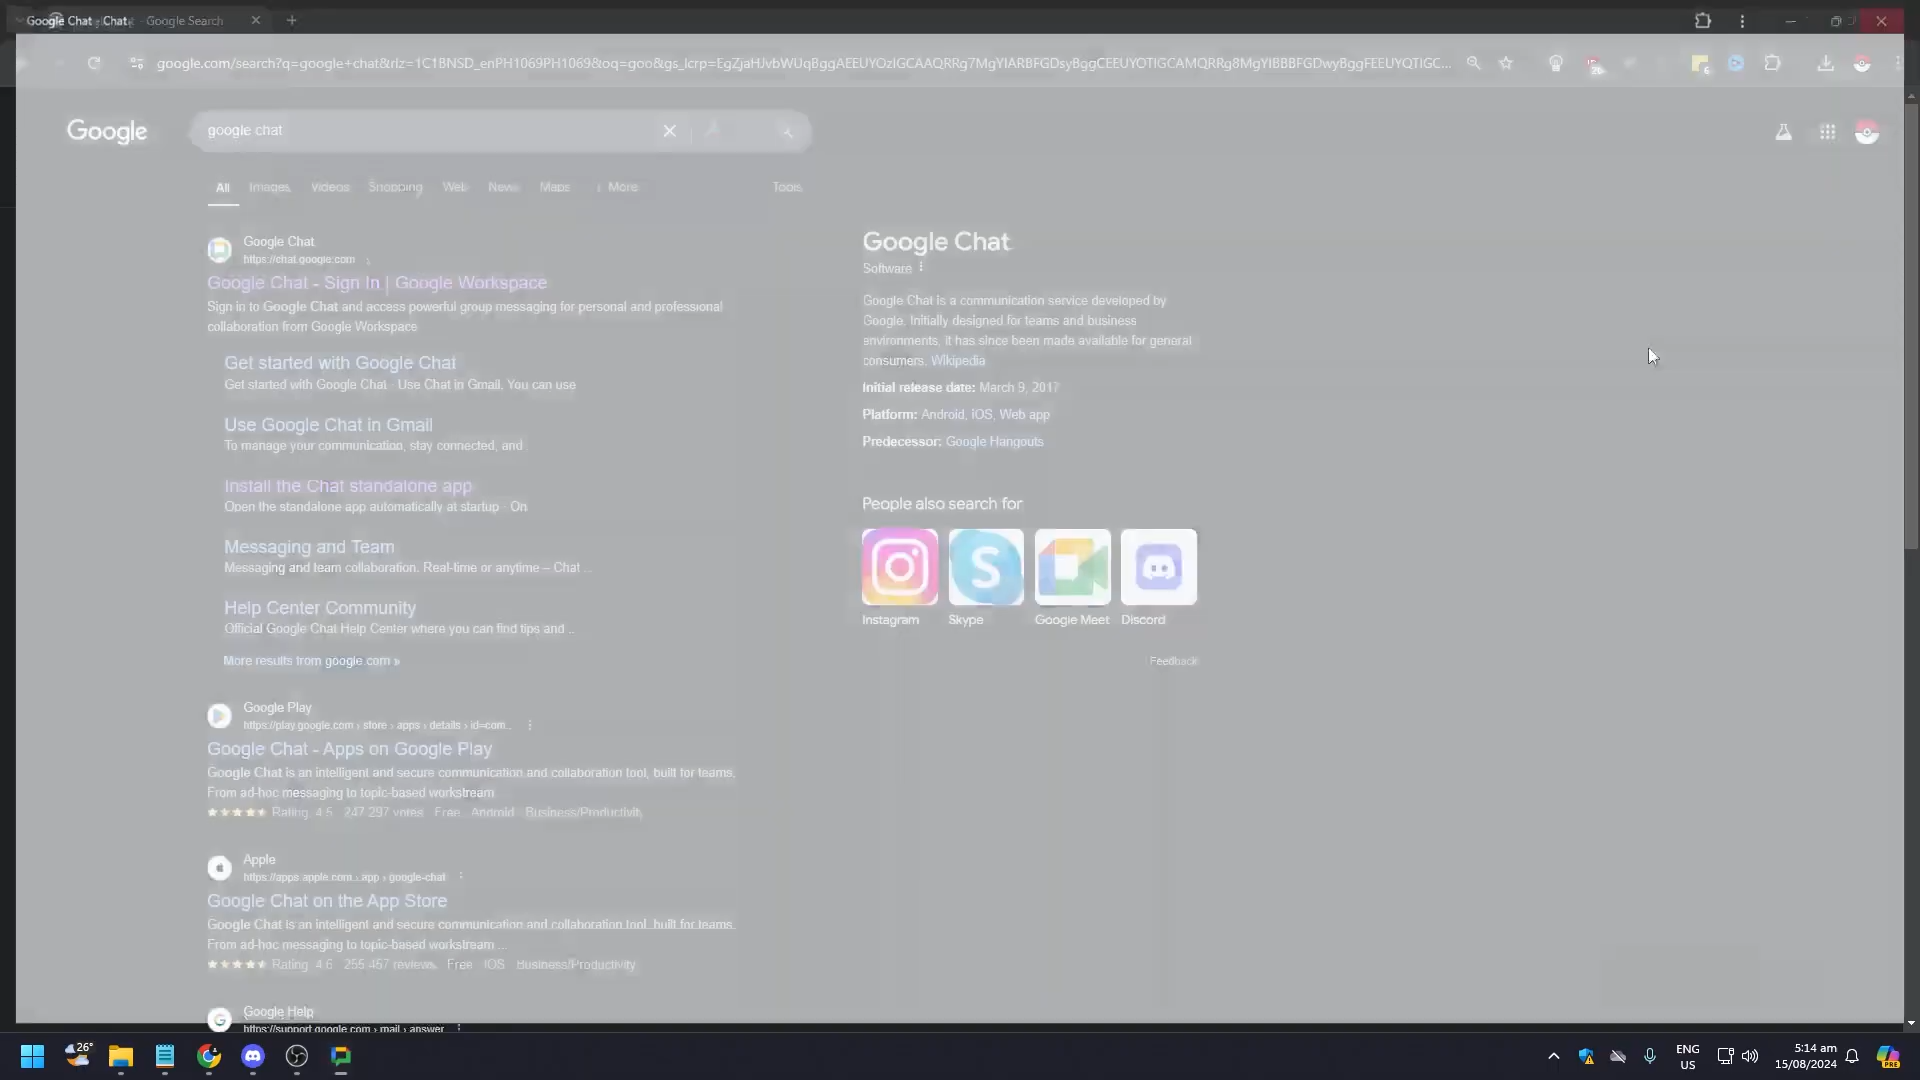 Google Chat - Chat
Google Search
google.com/search?q=google+chat&rlz=1C1BNSD_enPH1069PH1069&oq=goo&gs_lcrp=EgZjaHJvbWUqBggAEEUYOzIGCAAQRRg7MgYIARBFGDsyBggCEEUYOTIGCAMQRRg8MgYIBBBFGDwyBggFEEUYQTIGC...
Google
google chat
All
Images
Videos
Shopping
Web
News
Maps
More
Tools
Google Chat
https://chat.google.com
Google Chat - Sign In | Google Workspace
Sign in to Google Chat and access powerful group messaging for personal and professional
collaboration from Google Workspace
Get started with Google Chat
Get started with Google Chat · Use Chat in Gmail. You can use
Use Google Chat in Gmail
To manage your communication, stay connected, and
Install the Chat standalone app
Open the standalone app automatically at startup · On
Messaging and Team
Messaging and team collaboration. Real-time or anytime – Chat ...
Help Center Community
Official Google Chat Help Center where you can find tips and ...
More results from google.com »
Google Play
https://play.google.com › store › apps › details › id=com...
Google Chat - Apps on Google Play
Google Chat is an intelligent and secure communication and collaboration tool, built for teams.
From ad-hoc messaging to topic-based workstream
Rating 4.5 247,297 votes Free Android Business/Productivit
Apple
https://apps.apple.com › app › google-chat
Google Chat on the App Store
Google Chat is an intelligent and secure communication and collaboration tool, built for teams.
From ad-hoc messaging to topic-based workstream ...
Rating 4.6 255,457 reviews Free iOS Business/Productivity
Google Help
https://support.google.com › mail › answer
Google Chat
Software
Google Chat is a communication service developed by
Google. Initially designed for teams and business
environments, it has since been made available for general
consumers. Wikipedia
Initial release date: March 9, 2017
Platform: Android, iOS, Web app
Predecessor: Google Hangouts
People also search for
Instagram
Skype
Google Meet
Discord
Feedback
26°
ENG
US
5:14 am
15/08/2024
PRE